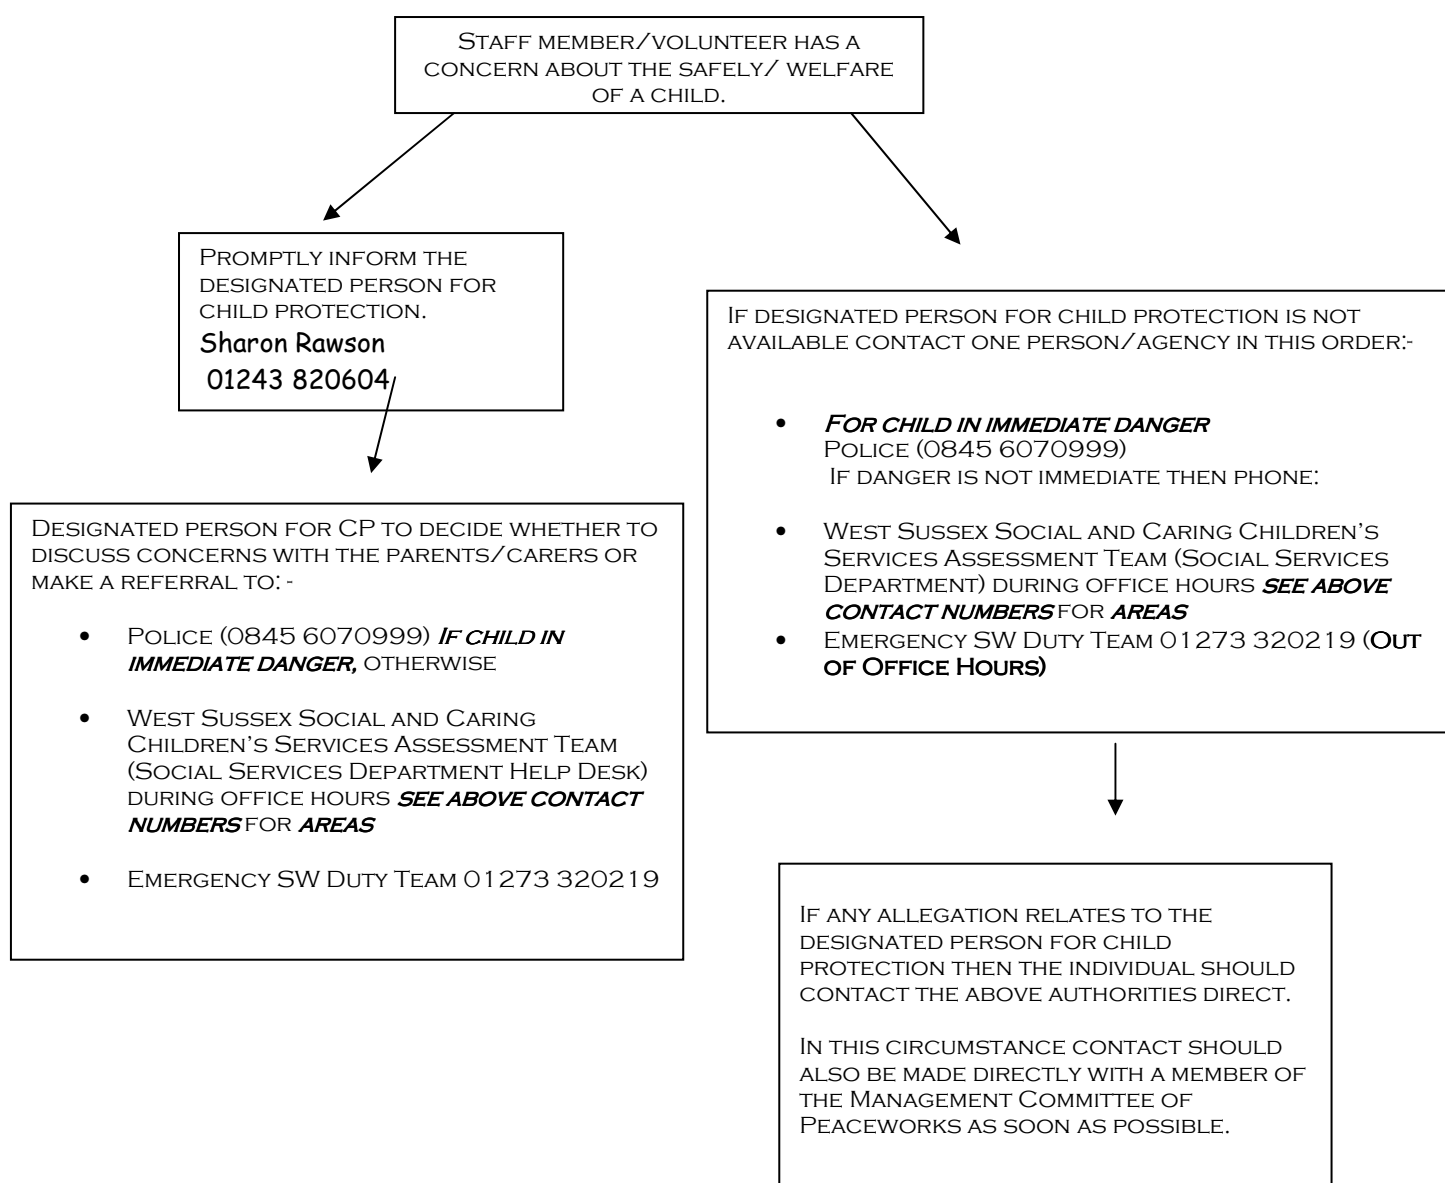 STAFF MEMBER/VOLUNTEER HAS A
CONCERN ABOUT THE SAFELY/ WELFARE
OF A CHILD.
PROMPTLY INFORM THE
DESIGNATED PERSON FOR
CHILD PROTECTION.
Sharon Rawson
01243 820604
DESIGNATED PERSON FOR CP TO DECIDE WHETHER TO
DISCUSS CONCERNS WITH THE PARENTS/CARERS OR
MAKE A REFERRAL TO: -
• POLICE (0845 6070999) IF CHILD IN
IMMEDIATE DANGER, OTHERWISE
• WEST SUSSEX SOCIAL AND CARING
CHILDREN'S SERVICES ASSESSMENT TEAM
(SOCIAL SERVICES DEPARTMENT HELP DESK)
DURING OFFICE HOURS SEE ABOVE CONTACT
NUMBERS FOR AREAS
• EMERGENCY SW DUTY TEAM 01273 320219
IF DESIGNATED PERSON FOR CHILD PROTECTION IS NOT
AVAILABLE CONTACT ONE PERSON/AGENCY IN THIS ORDER:-
• FOR CHILD IN IMMEDIATE DANGER
POLICE (0845 6070999)
IF DANGER IS NOT IMMEDIATE THEN PHONE:
• WEST SUSSEX SOCIAL AND CARING CHILDREN'S
SERVICES ASSESSMENT TEAM (SOCIAL SERVICES
DEPARTMENT) DURING OFFICE HOURS SEE ABOVE
CONTACT NUMBERS FOR AREAS
• EMERGENCY SW DUTY TEAM 01273 320219 (OUT
OF OFFICE HOURS)
IF ANY ALLEGATION RELATES TO THE
DESIGNATED PERSON FOR CHILD
PROTECTION THEN THE INDIVIDUAL SHOULD
CONTACT THE ABOVE AUTHORITIES DIRECT.
IN THIS CIRCUMSTANCE CONTACT SHOULD
ALSO BE MADE DIRECTLY WITH A MEMBER OF
THE MANAGEMENT COMMITTEE OF
PEACEWORKS AS SOON AS POSSIBLE.